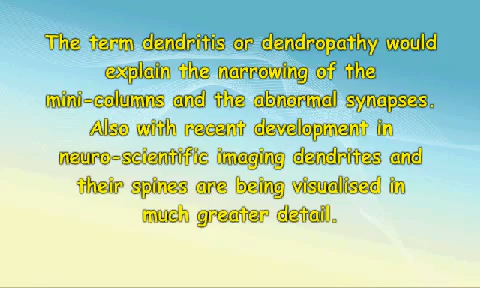 The term dendritis or dendropathy would
explain the narrowing of the
mini-columns and the abnormal synapses.
Also with recent development in
neuro-scientific imaging dendrites and
their spines are being visualised in
much greater detail.